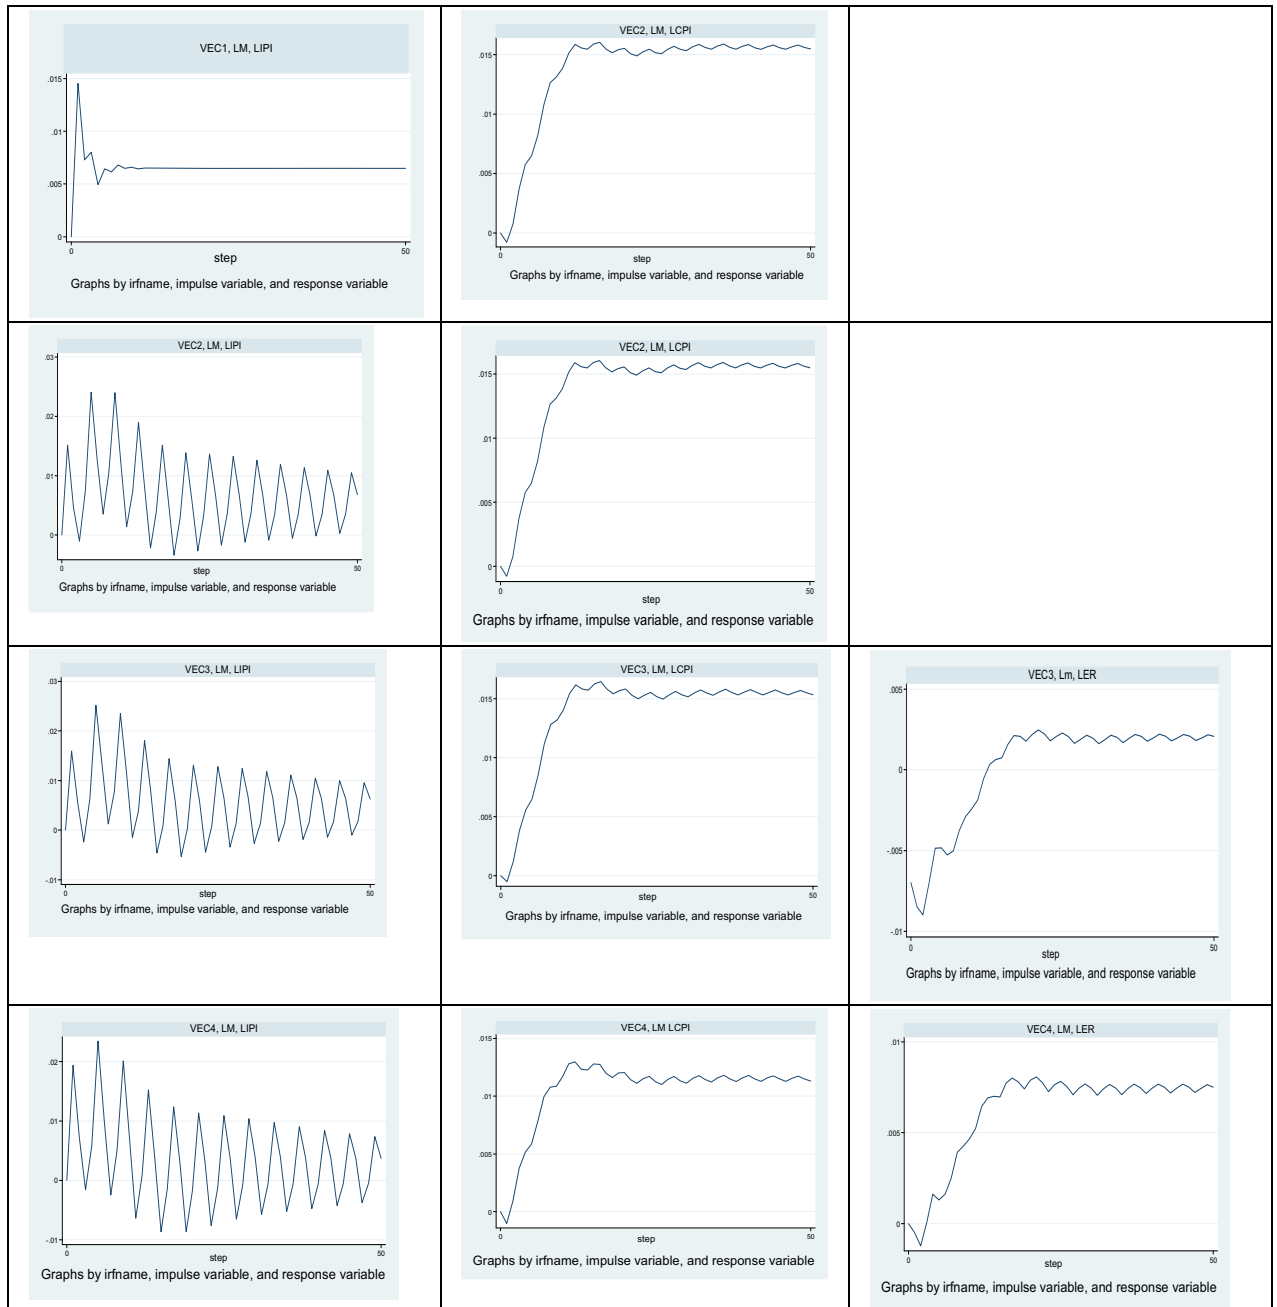 VEC1, LM, LIPI
.015
.01
.005
0
0 50
step
Graphs by irfname, impulse variable, and response variable
VEC2, LM, LCPI
.015
.01
.005
0
0 50
step
Graphs by irfname, impulse variable, and response variable
VEC2, LM, LIPI
.03
.02
.01
0
0 50
step
Graphs by irfname, impulse variable, and response variable
VEC2, LM, LCPI
.015
.01
.005
0
0 50
step
Graphs by irfname, impulse variable, and response variable
VEC3, LM, LIPI
.03
.02
.01
0
-.01
0 50
step
Graphs by irfname, impulse variable, and response variable
VEC3, LM, LCPI
.015
.01
.005
0
0 50
step
Graphs by irfname, impulse variable, and response variable
VEC3, Lm, LER
.005
0
-.005
-.01
0 50
step
Graphs by irfname, impulse variable, and response variable
VEC4, LM, LIPI
.02
.01
0
-.01
0 50
step
Graphs by irfname, impulse variable, and response variable
VEC4, LM LCPI
.015
.01
.005
0
0 50
step
Graphs by irfname, impulse variable, and response variable
VEC4, LM, LER
.01
.005
0
0 50
step
Graphs by irfname, impulse variable, and response variable